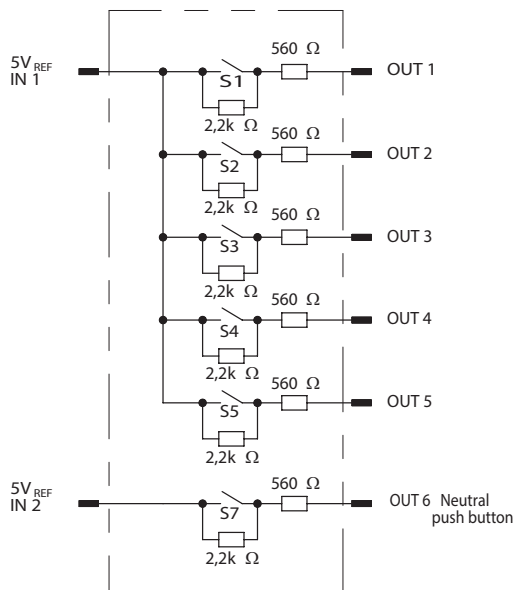 560 Ω
5V REF
IN 1
S1
OUT 1
2,2k Ω
560 Ω
S2
OUT 2
2,2k Ω
560 Ω
S3
OUT 3
2,2k Ω
560 Ω
S4
OUT 4
2,2k Ω
560 Ω
S5
OUT 5
2,2k Ω
560 Ω
5V REF
IN 2
S7
OUT 6 Neutral
push button
2,2k Ω